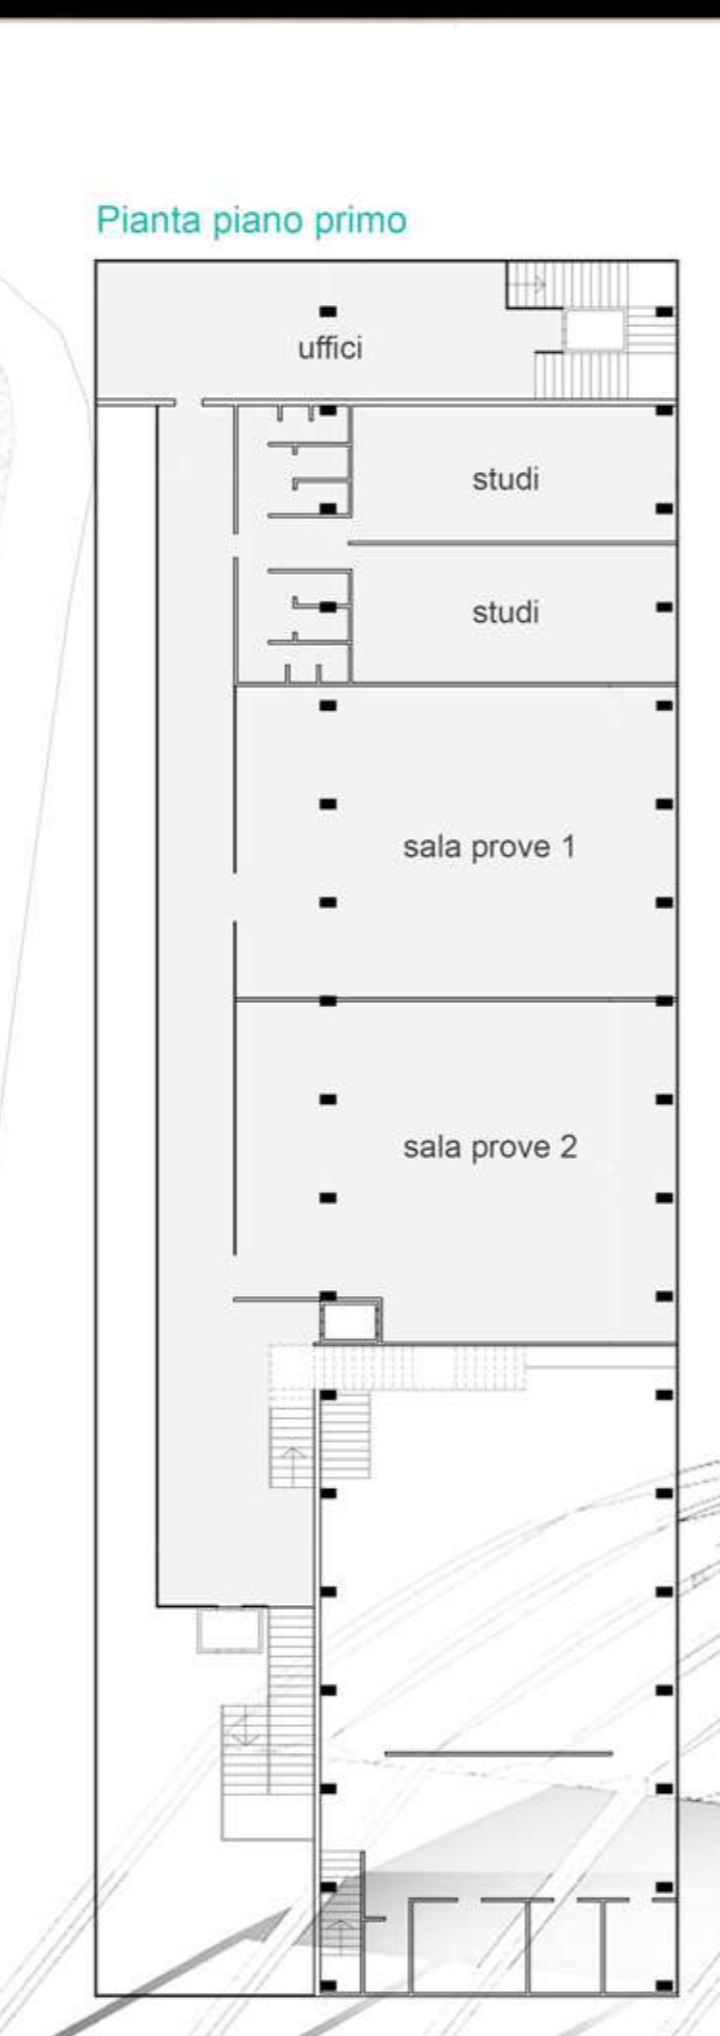 Pianta piano primo
uffici
studi
studi
sala prove 1
sala prove 2